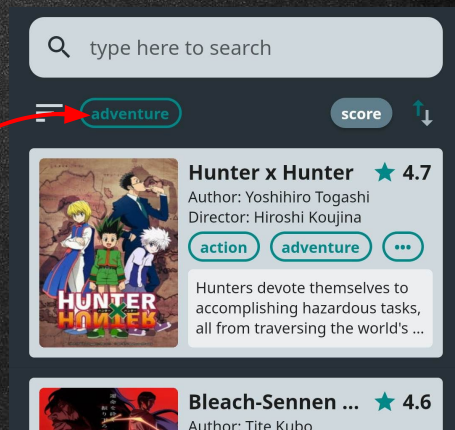 type here to search
adventure
score
Hunter x Hunter
4.7
Author: Yoshihiro Togashi
Director: Hiroshi Koujina
action
adventure
•••
HUNTER
X
HUNTER
Hunters devote themselves to
accomplishing hazardous tasks,
all from traversing the world's ...
Bleach-Sennen ...
4.6
Author: Tite Kubo